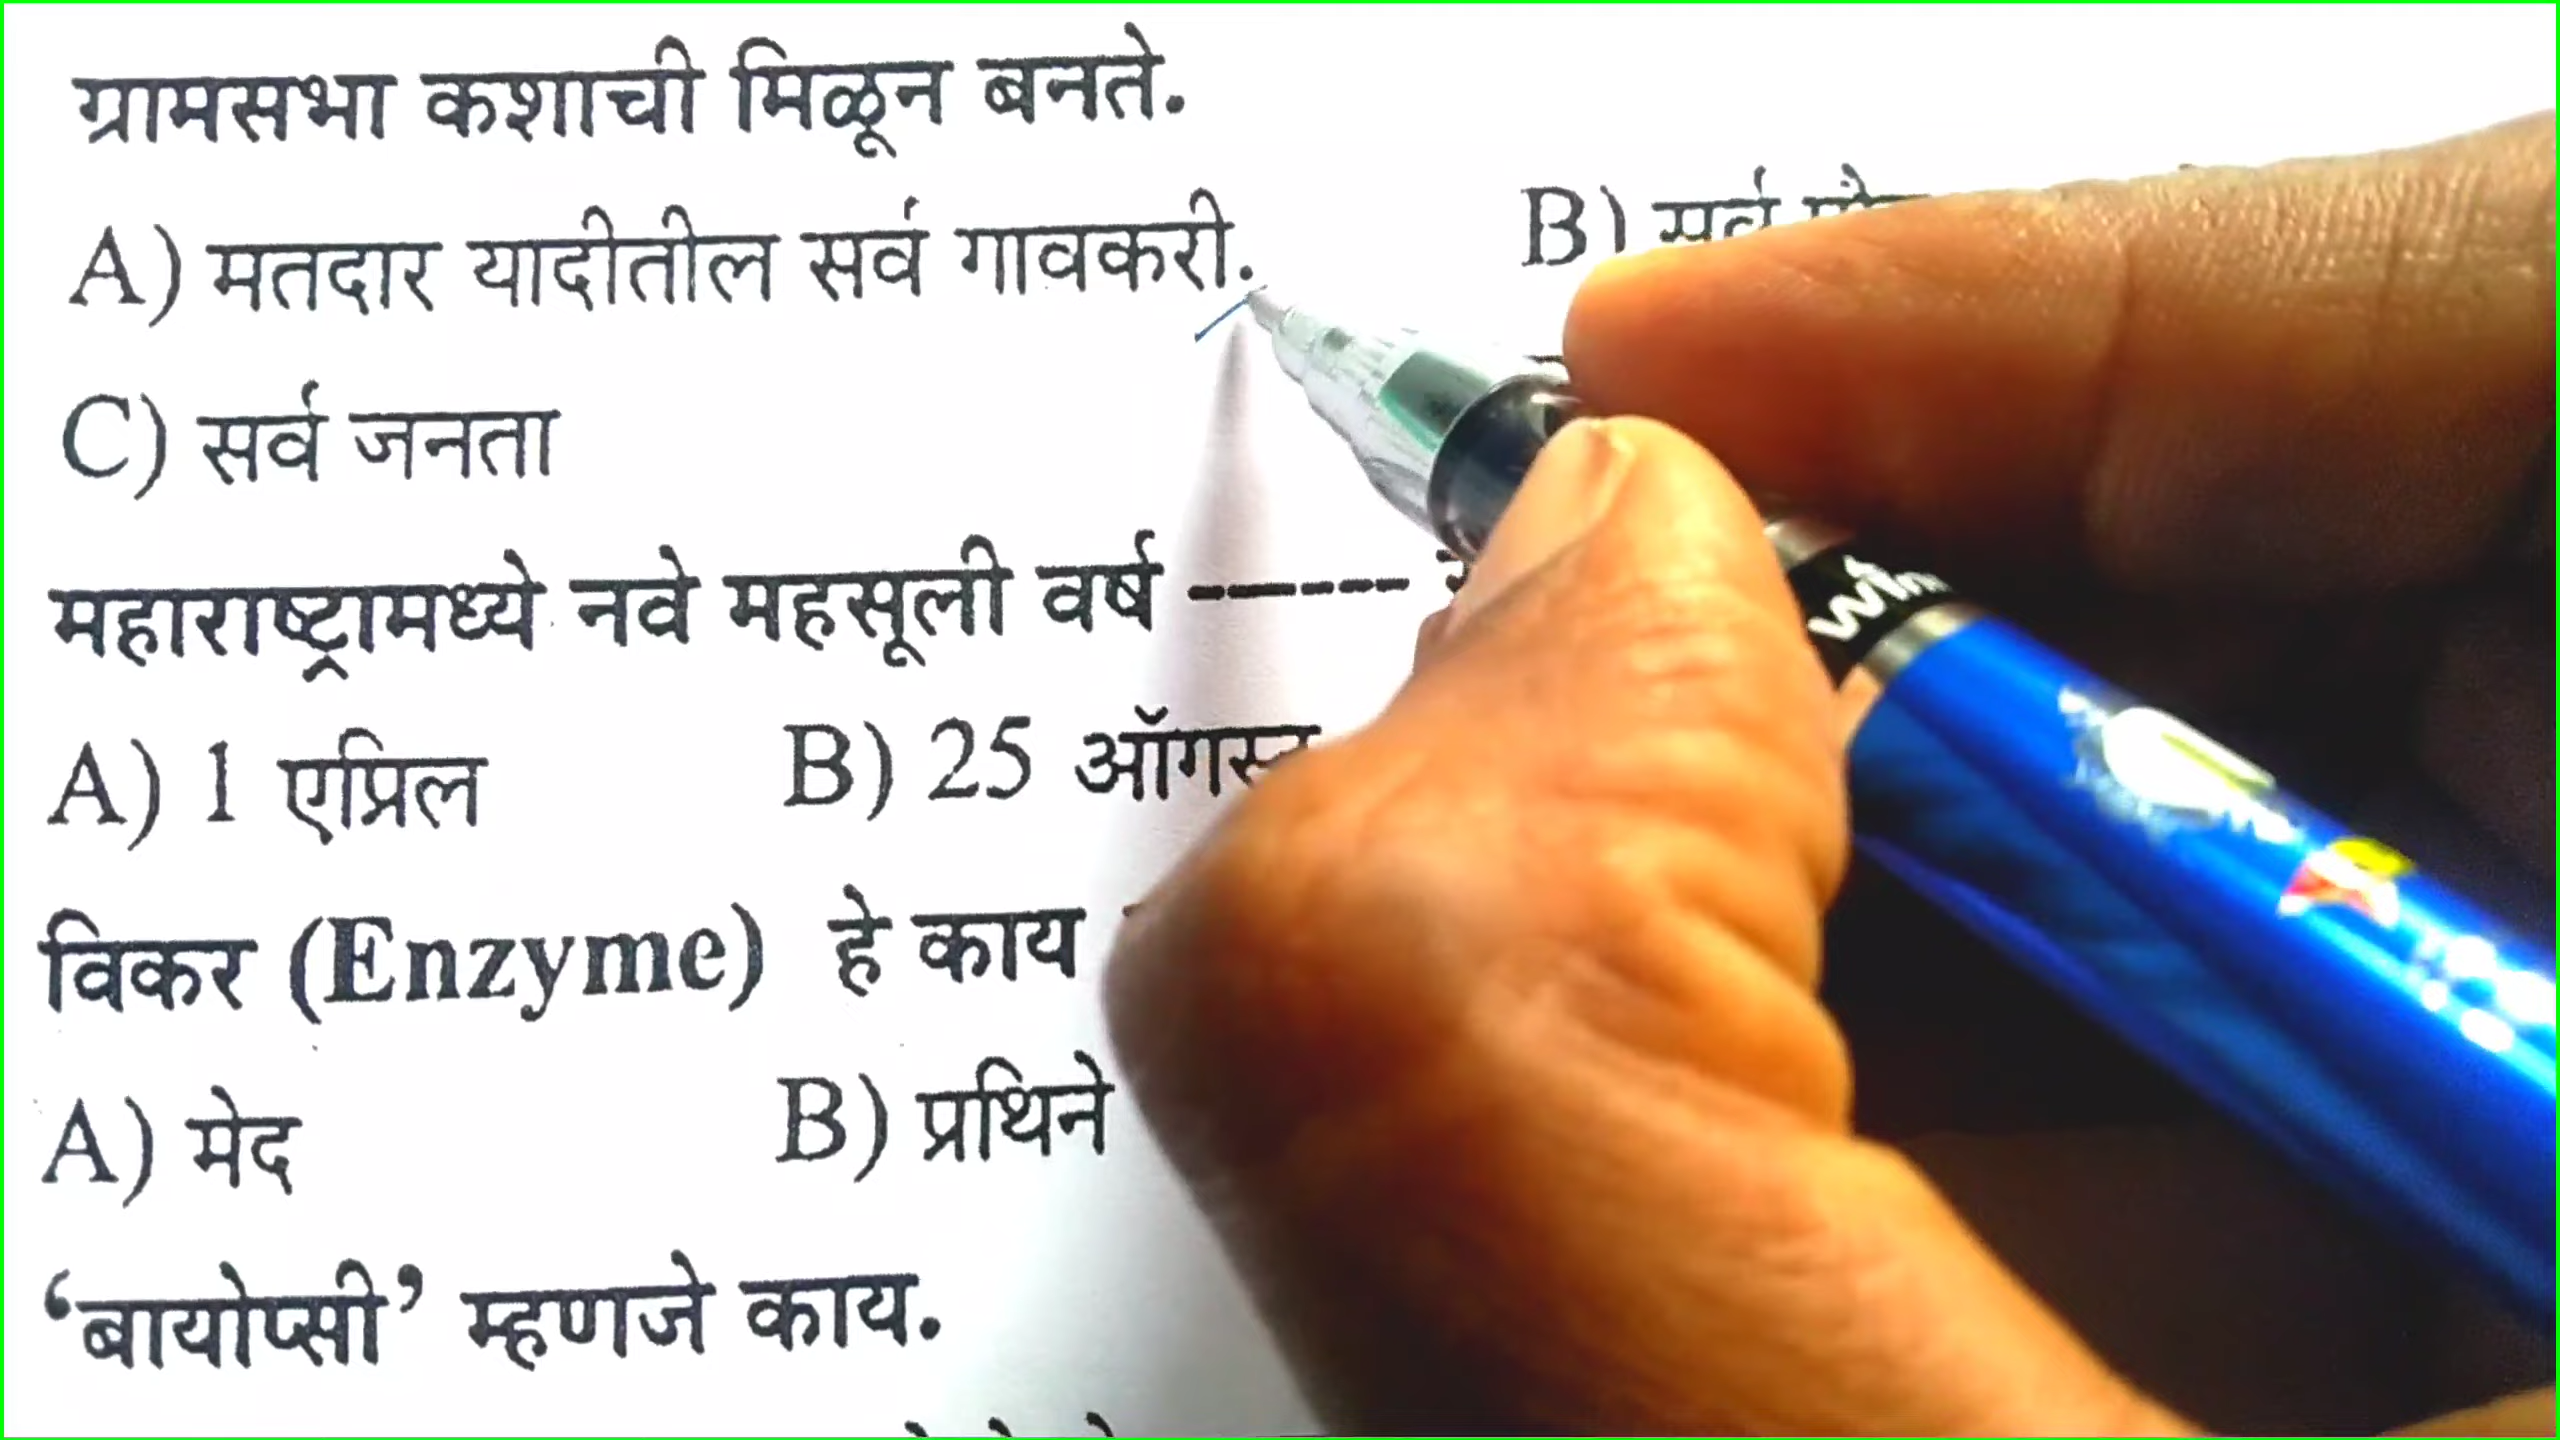 ग्रामसभा कशाची मिळून बनते.
A) मतदार यादीतील सर्व गावकरी. B) सर्व
C) सर्व जनता
महाराष्ट्रामध्ये नवे महसूली वर्ष ------
A) 1 एप्रिल B) 25 ऑगस्ट
विकर (Enzyme) हे काय
A) मेद B) प्रथिने
‘बायोप्सी’ म्हणजे काय.